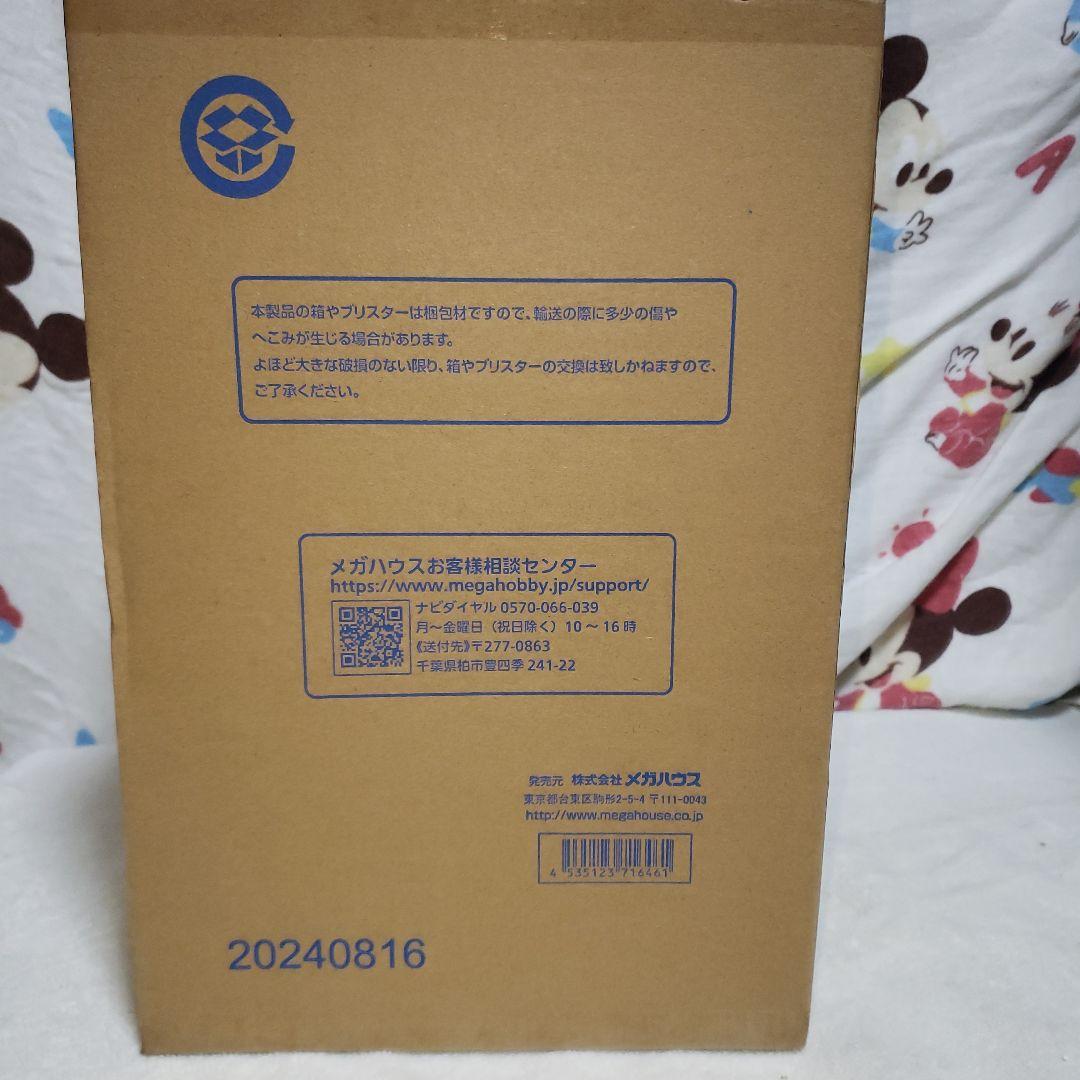 本製品の箱やブリスターは梱包材ですので、輸送の際に多少の傷や
へこみが生じる場合があります。
よほど大きな破損のない限り、箱やブリスターの交換は致しかねますので、
ご了承ください。
メガハウスお客様相談センター
https://www.megahobby.jp/support/
ナビダイヤル 0570-066-039
月〜金曜日（祝日除く）10〜16時
《送付先》〒277-0863
千葉県柏市豊四季 241-22
発売元 株式会社 メガハウス
東京都台東区駒形2-5-4 〒111-0043
http://www.megahouse.co.jp
4 535123 716461
20240816